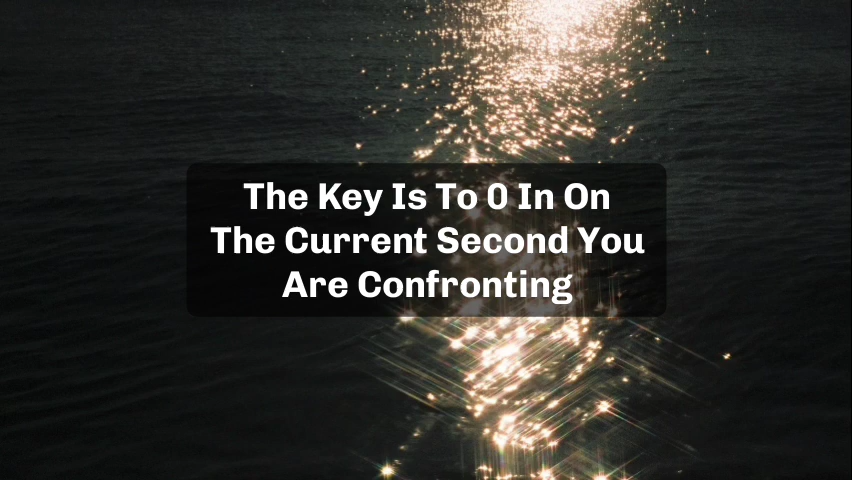 The Key Is To 0 In On
The Current Second You
Are Confronting